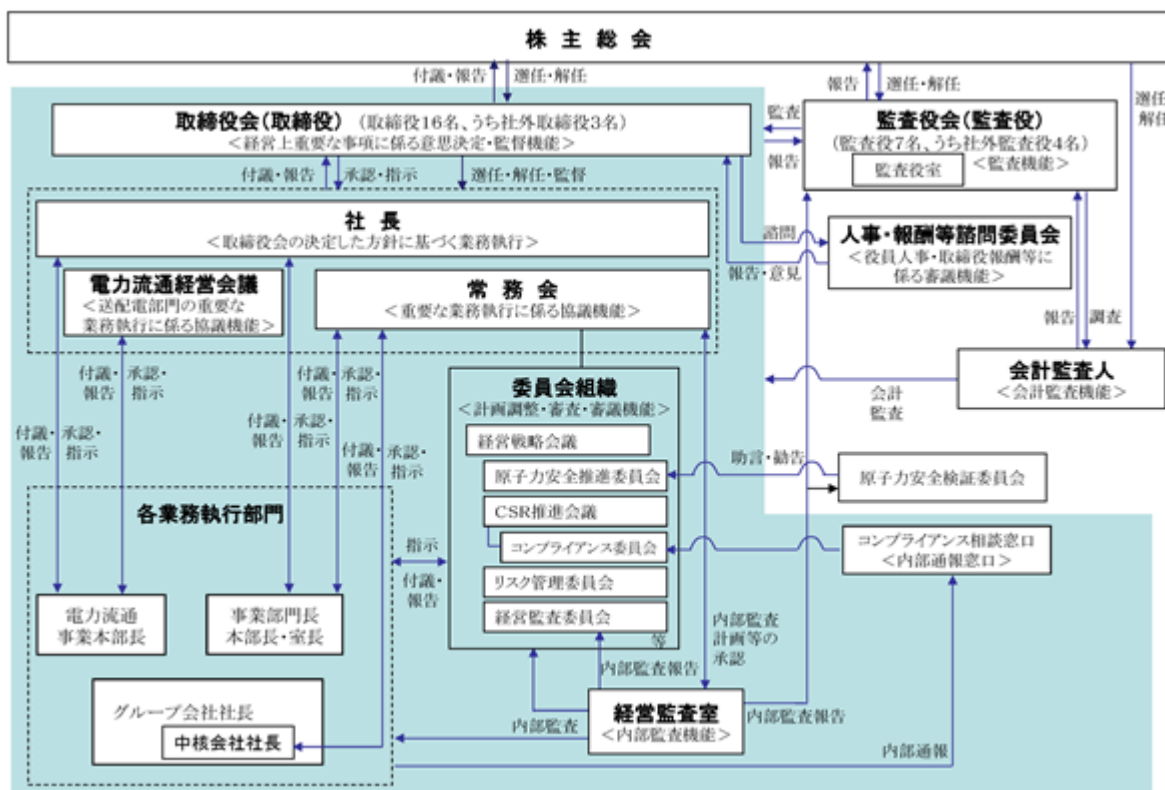 株主総会
付議・報告
選任・解任
報告
選任・解任
選任・
解任
取締役会(取締役)(取締役16名、うち社外取締役3名)
<経営上重要な事項に係る意思決定・監督機能>
監査
報告
監査役会(監査役)
(監査役7名、うち社外監査役4名)
監査役室
<監査機能>
付議・報告
承認・指示
選任・解任・監督
社長
<取締役会の決定した方針に基づく業務執行>
諮問
報告・意見
人事・報酬等諮問委員会
<役員人事・取締役報酬等に
係る審議機能>
電力流通経営会議
<送配電部門の重要な
業務執行に係る協議機能>
常務会
<重要な業務執行に係る協議機能>
報告
調査
会計監査人
<会計監査機能>
会計
監査
付議・
報告
承認・
指示
付議・
報告
承認・
指示
付議・
報告
承認・
指示
付議・
報告
付議・
報告
承認・
指示
委員会組織
<計画調整・審査・審議機能>
経営戦略会議
原子力安全推進委員会
CSR推進会議
コンプライアンス委員会
リスク管理委員会
経営監査委員会
等
助言・勧告
原子力安全検証委員会
コンプライアンス相談窓口
<内部通報窓口>
各業務執行部門
指示
付議・
報告
電力流通
事業本部長
事業部門長
本部長・室長
グループ会社社長
中核会社社長
内部監査
計画等の
承認
内部監査報告
内部監査
経営監査室
<内部監査機能>
内部監査報告
内部通報